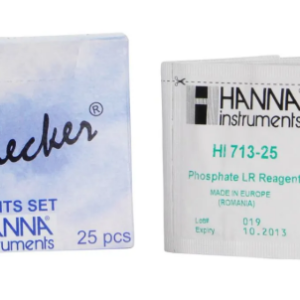 ecker®
NTS SET
ANNA
truments
25 pcs
HANNA
instruments
HI 713-25
Phosphate LR Reagent
MADE IN EUROPE
(ROMANIA)
Lot# 019
Expiry 10.2013